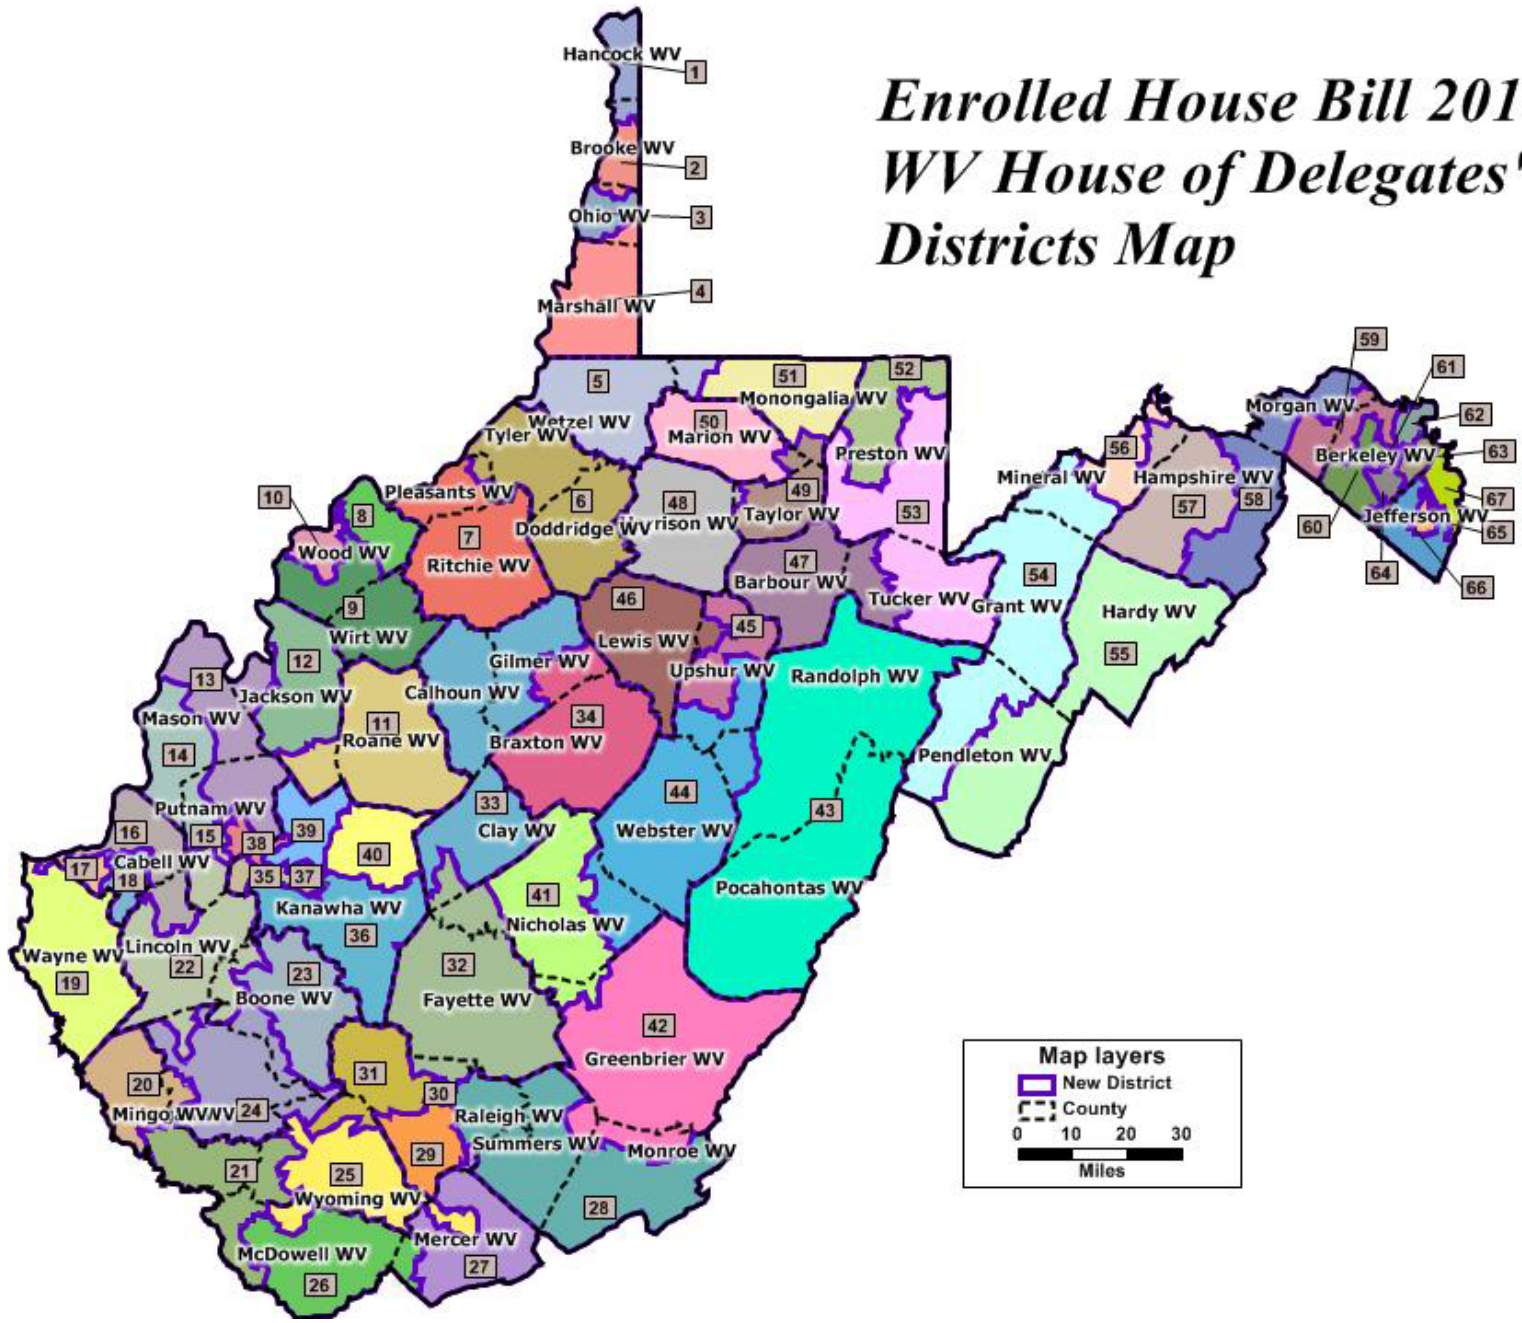 Enrolled House Bill 201
WV House of Delegates'
Districts Map
Hancock WV
1
Brooke WV
2
Ohio WV
3
4
Marshall WV
5
Wetzel WV
Tyler WV
51
Monongalia WV
52
50
Marion WV
Preston WV
53
59
61
Morgan WV
62
Berkeley WV
63
67
Jefferson WV
65
60
64
66
56
Mineral WV
Hampshire WV
57
58
10
8
Wood WV
Pleasants WV
7
Ritchie WV
6
Doddridge WV
48
Harrison WV
49
Taylor WV
47
Barbour WV
Tucker WV
54
Grant WV
Hardy WV
55
9
Wirt WV
46
Lewis WV
45
Upshur WV
Gilmer WV
Calhoun WV
Randolph WV
13
12
Jackson WV
Mason WV
11
Roane WV
34
Braxton WV
14
Pendleton WV
Putnam WV
33
Clay WV
44
Webster WV
43
16
15
38
39
40
Cabell WV
17
18
35
37
Kanawha WV
36
41
Nicholas WV
Pocahontas WV
Wayne WV
19
Lincoln WV
22
23
Boone WV
32
Fayette WV
42
Greenbrier WV
20
Mingo WV
WV
24
31
30
Raleigh WV
Summers WV
29
Monroe WV
21
25
Wyoming WV
28
McDowell WV
26
Mercer WV
27
Map layers
New District
County
0 10 20 30
Miles